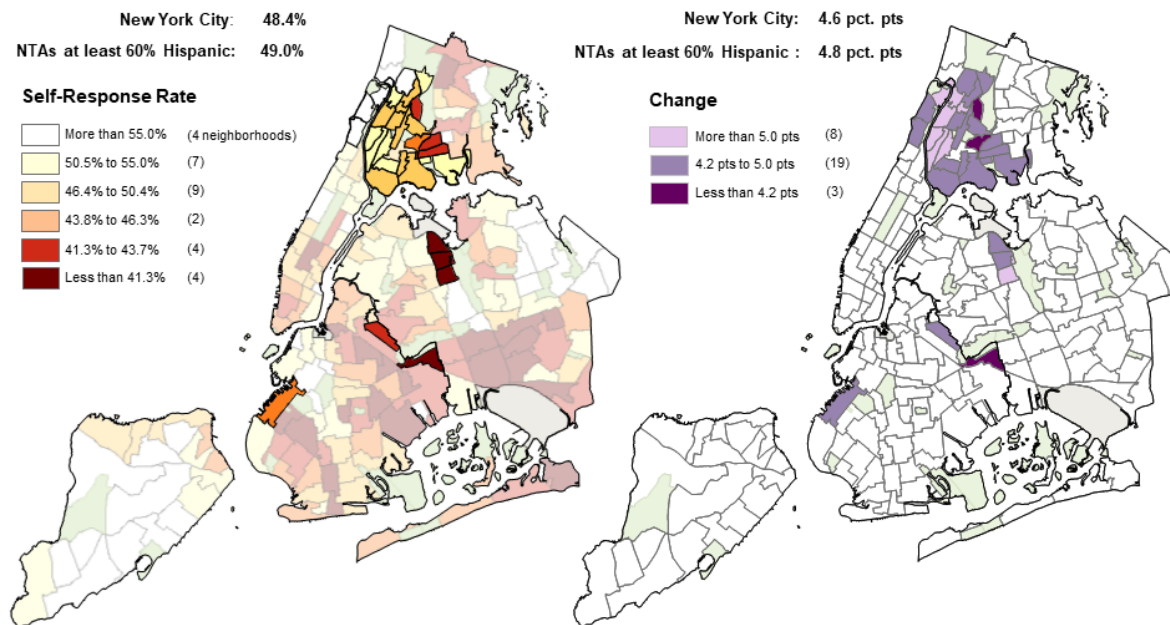 New York City: 48.4%
NTAs at least 60% Hispanic: 49.0%
Self-Response Rate
More than 55.0% (4 neighborhoods)
50.5% to 55.0% (7)
46.4% to 50.4% (9)
43.8% to 46.3% (2)
41.3% to 43.7% (4)
Less than 41.3% (4)
New York City: 4.6 pct. pts
NTAs at least 60% Hispanic : 4.8 pct. pts
Change
More than 5.0 pts (8)
4.2 pts to 5.0 pts (19)
Less than 4.2 pts (3)